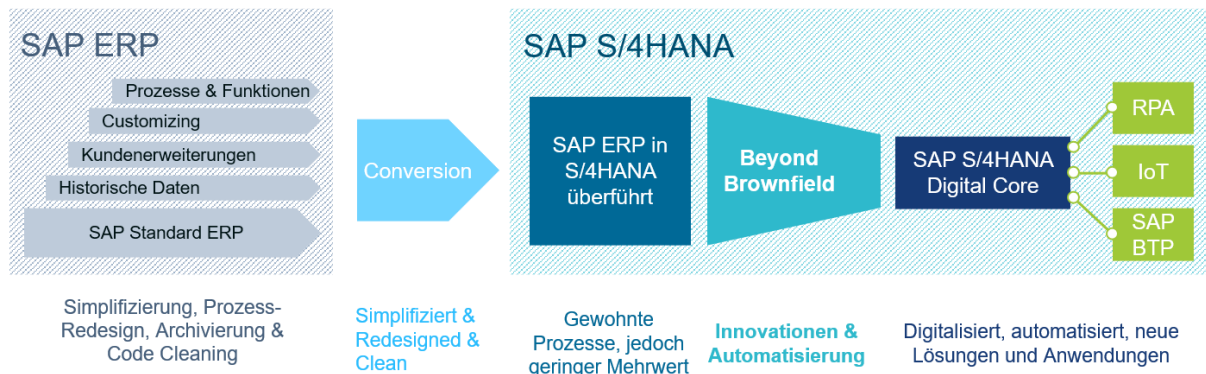 SAP ERP
Prozesse & Funktionen
Customizing
Kundenerweiterungen
Historische Daten
SAP Standard ERP
Simplifizierung, Prozess-
Redesign, Archivierung &
Code Cleaning
Conversion
Simplifiziert &
Redesigned &
Clean
SAP S/4HANA
SAP ERP in
S/4HANA
überführt
Gewohnte
Prozesse, jedoch
geringer Mehrwert
Beyond
Brownfield
Innovationen &
Automatisierung
SAP S/4HANA
Digital Core
RPA
IoT
SAP
BTP
Digitalisiert, automatisiert, neue
Lösungen und Anwendungen